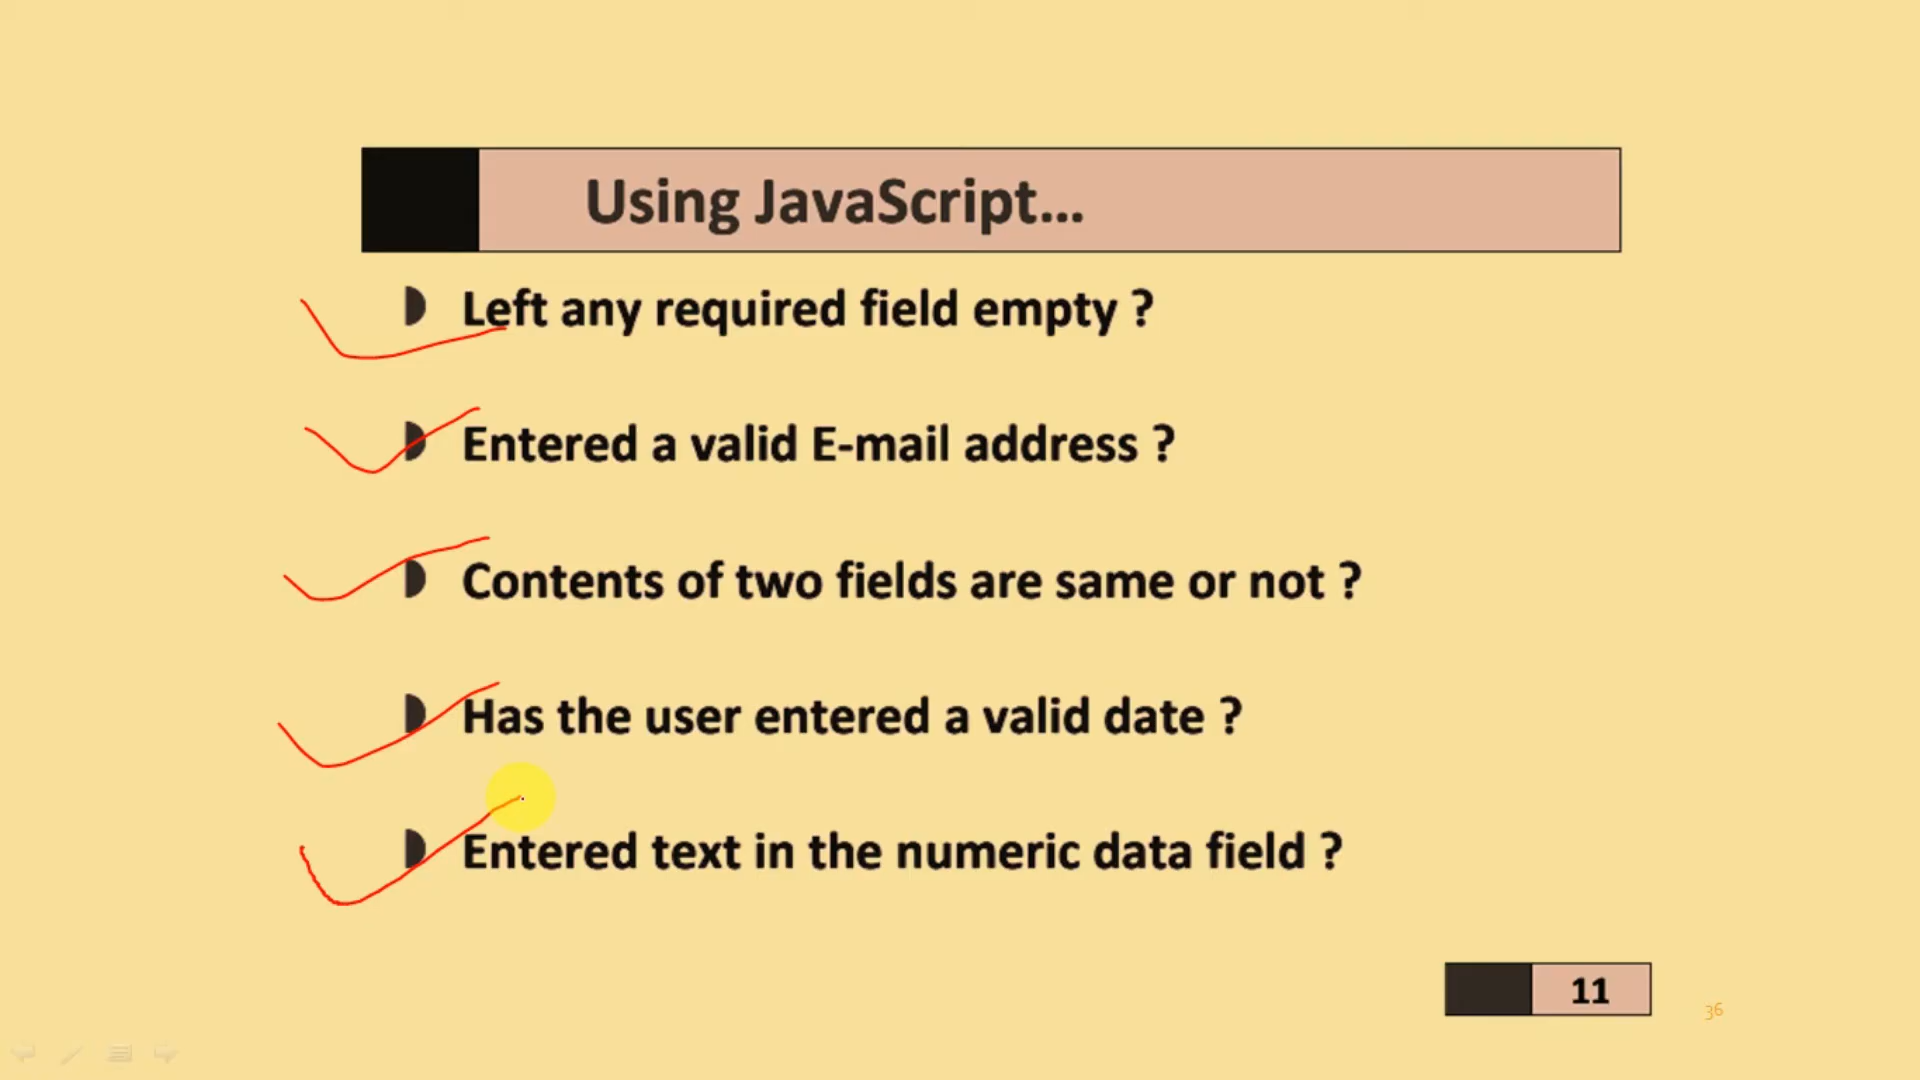 Using JavaScript...
Left any required field empty ?
Entered a valid E-mail address ?
Contents of two fields are same or not ?
Has the user entered a valid date ?
Entered text in the numeric data field ?
11
36